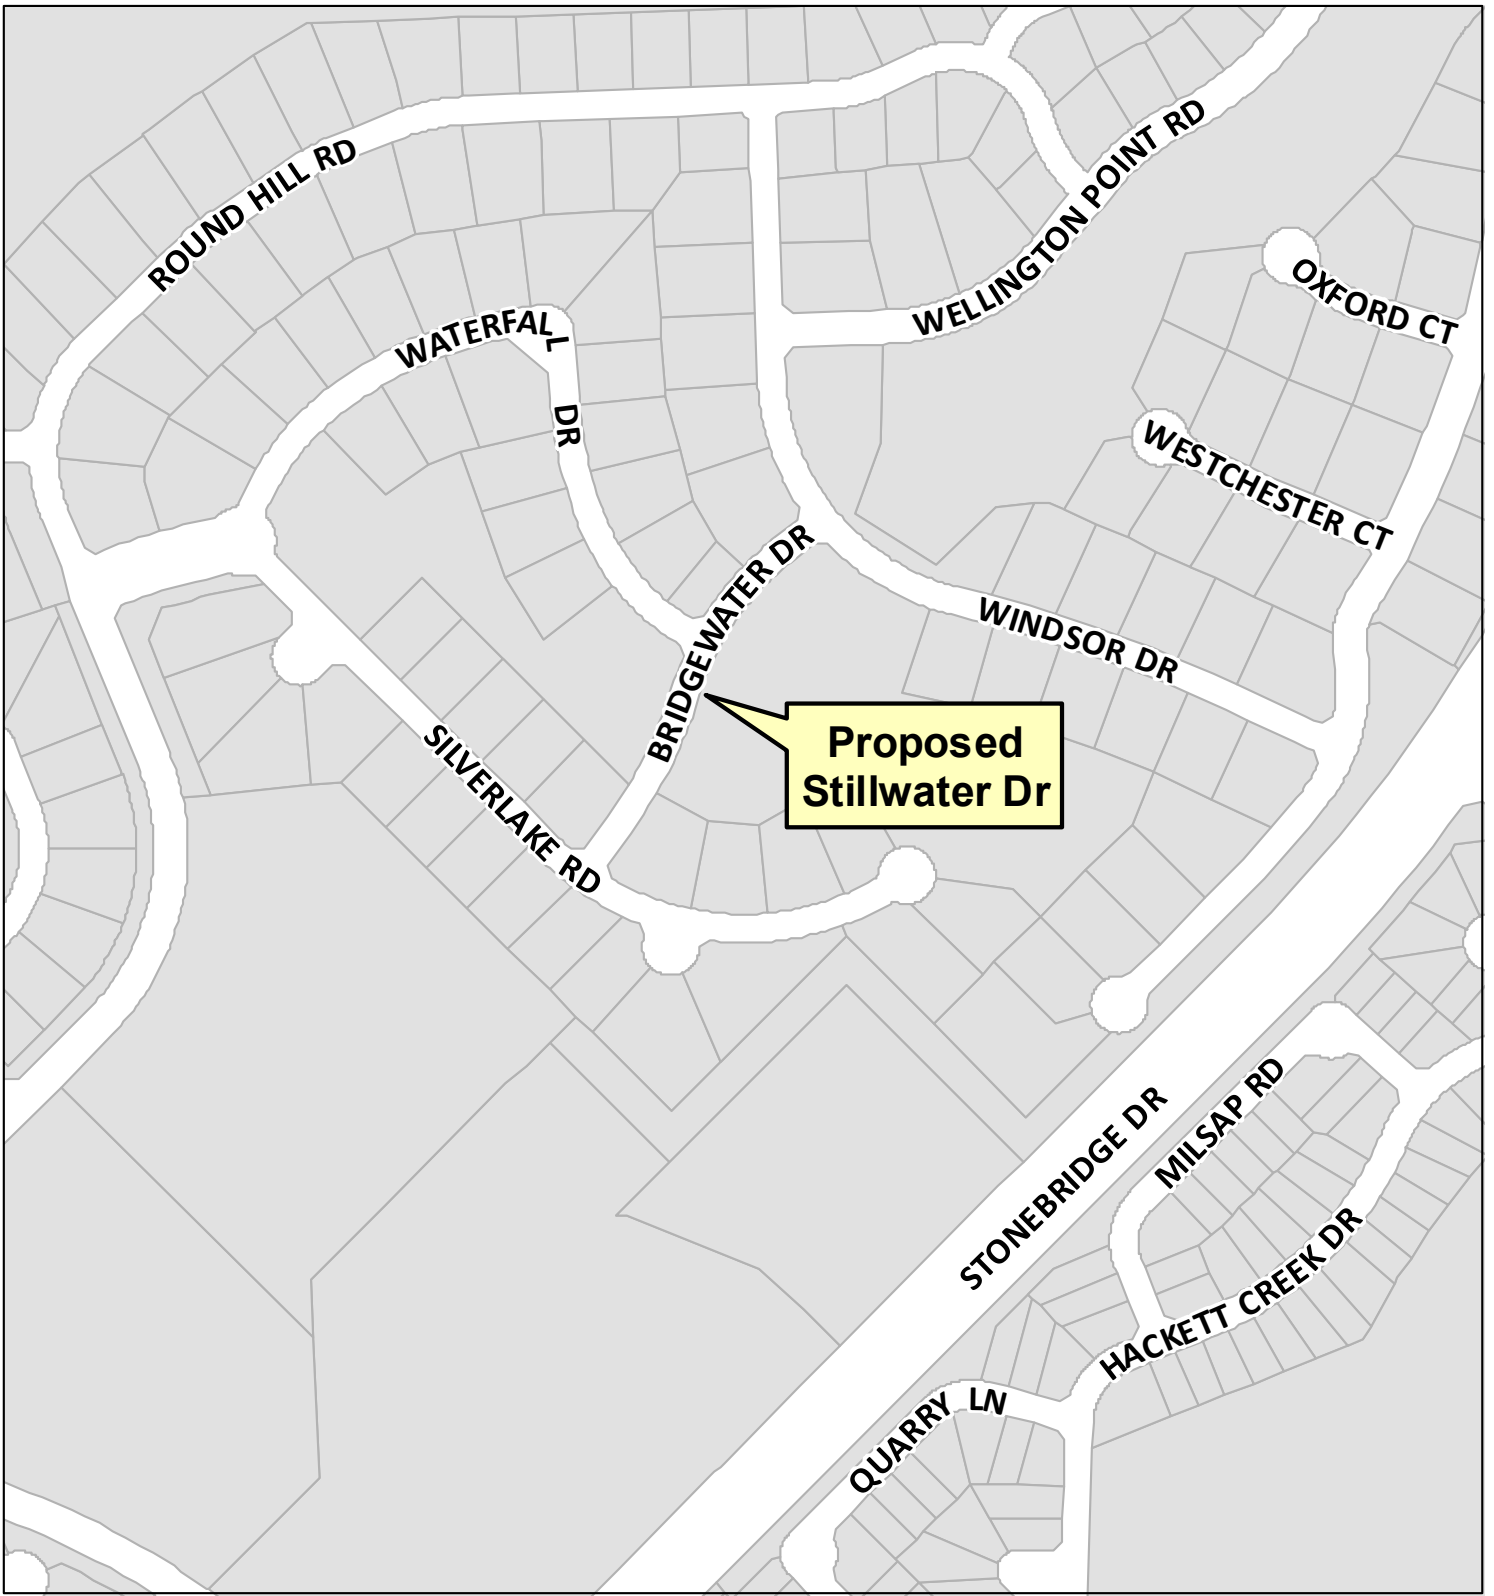 ROUND HILL RD
WELLINGTON POINT RD
OXFORD CT
WATERFALL DR
WESTCHESTER CT
BRIDGEWATER DR
WINDSOR DR
Proposed
Stillwater Dr
SILVERLAKE RD
MILSAP RD
STONEBRIDGE DR
HACKETT CREEK DR
QUARRY LN